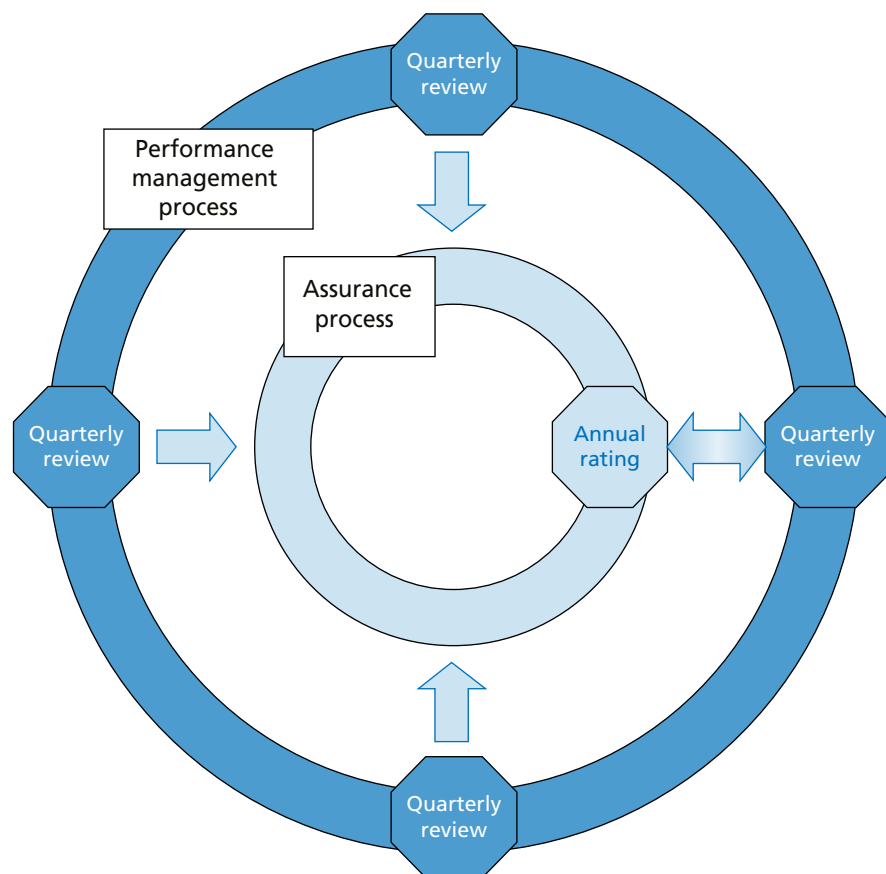 Quarterly
review
Performance
management
process
Assurance
process
Quarterly
review
Annual
rating
Quarterly
review
Quarterly
review